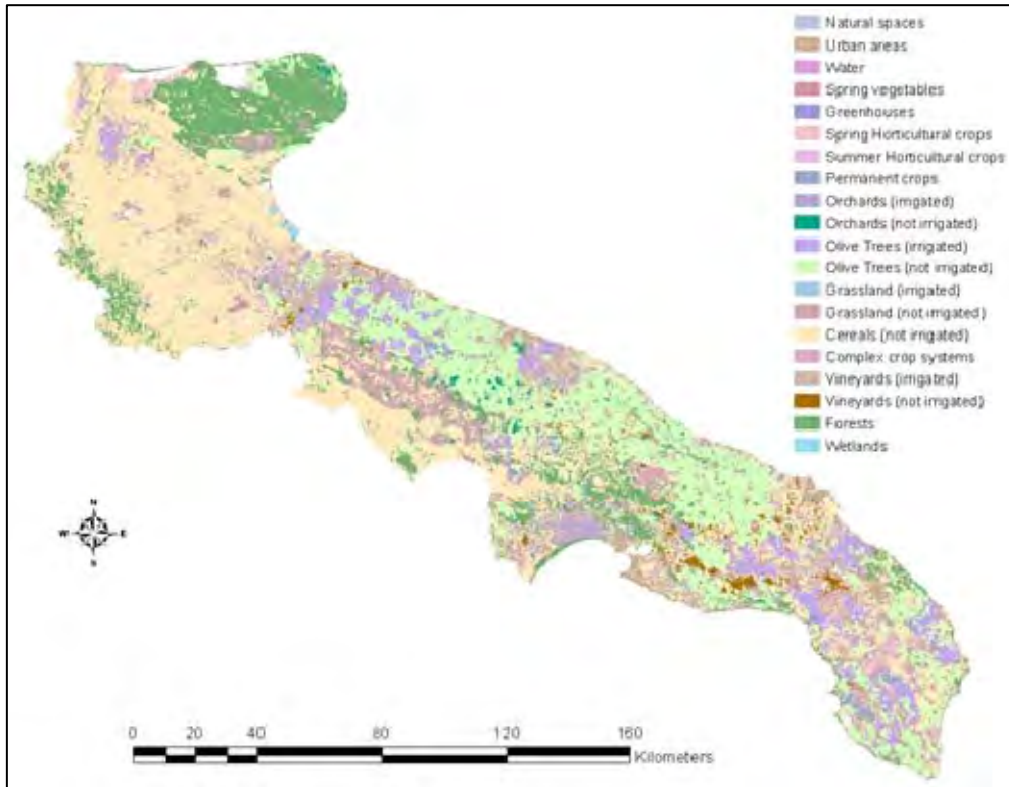 Natural spaces
Urban areas
Water
Spring vegetables
Greenhouses
Spring Horticultural crops
Summer Horticultural crops
Permanent crops
Orchards (irrigated)
Orchards (not irrigated)
Olive Trees (irrigated)
Olive Trees (not irrigated)
Grassland (irrigated)
Grassland (not irrigated)
Cereals (not irrigated)
Complex crop systems
Vineyards (irrigated)
Vineyards (not irrigated)
Forests
Wetlands
N
W E
S
0 20 40 80 120 160
Kilometers